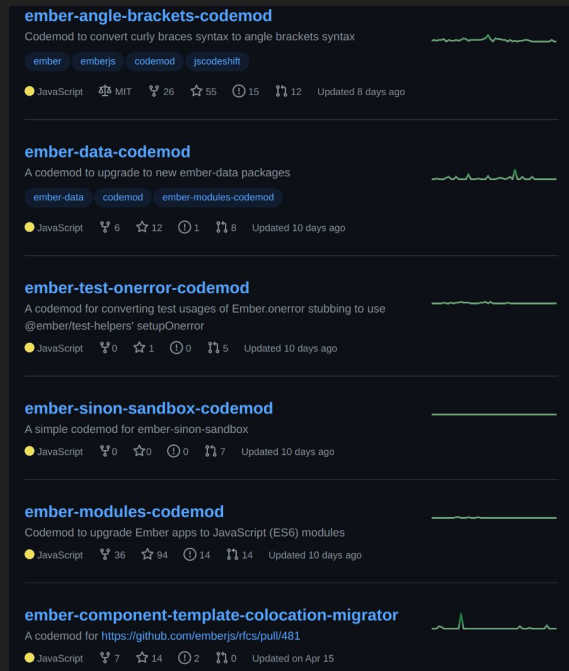 ember-angle-brackets-codemod
Codemod to convert curly braces syntax to angle brackets syntax
ember emberjs codemod jscodeshift
JavaScript MIT 26 55 15 12 Updated 8 days ago
ember-data-codemod
A codemod to upgrade to new ember-data packages
ember-data codemod ember-modules-codemod
JavaScript 6 12 1 8 Updated 10 days ago
ember-test-onerror-codemod
A codemod for converting test usages of Ember.onerror stubbing to use
@ember/test-helpers' setupOnerror
JavaScript 0 1 0 5 Updated 10 days ago
ember-sinon-sandbox-codemod
A simple codemod for ember-sinon-sandbox
JavaScript 0 0 0 7 Updated 10 days ago
ember-modules-codemod
Codemod to upgrade Ember apps to JavaScript (ES6) modules
JavaScript 36 94 14 14 Updated 10 days ago
ember-component-template-colocation-migrator
A codemod for https://github.com/emberjs/rfcs/pull/481
JavaScript 7 14 2 0 Updated on Apr 15